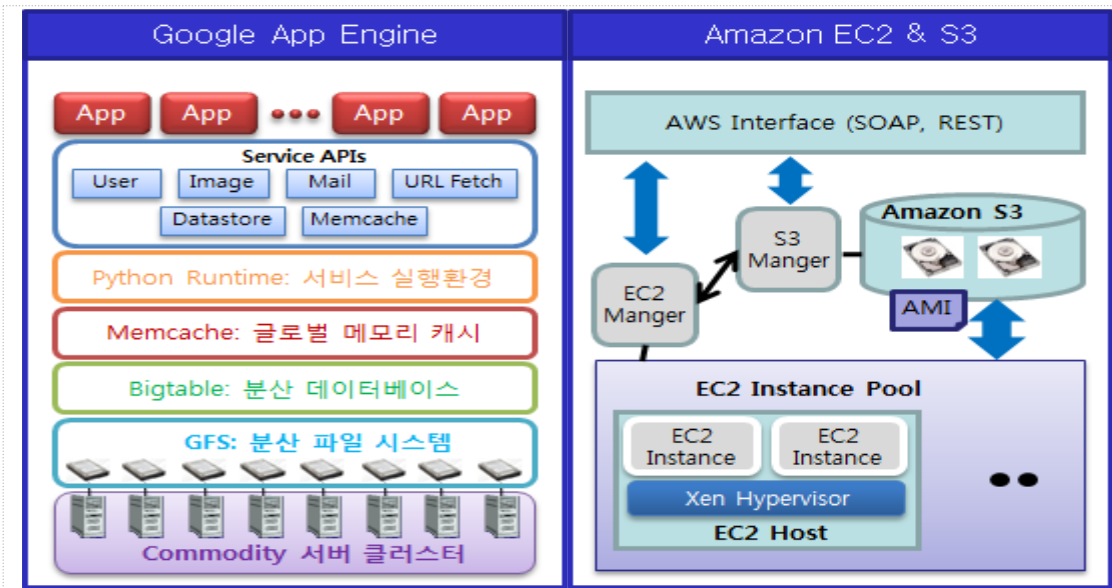 Google App Engine
App App App App
Service APIs
User Image Mail URL Fetch
Datastore Memcache
Python Runtime: 서비스 실행환경
Memcache: 글로벌 메모리 캐시
Bigtable: 분산 데이터베이스
GFS: 분산 파일 시스템
Commodity 서버 클러스터
Amazon EC2 & S3
AWS Interface (SOAP, REST)
Amazon S3
S3
Manger
EC2
Manger
AMI
EC2 Instance Pool
EC2
Instance
EC2
Instance
Xen Hypervisor
EC2 Host